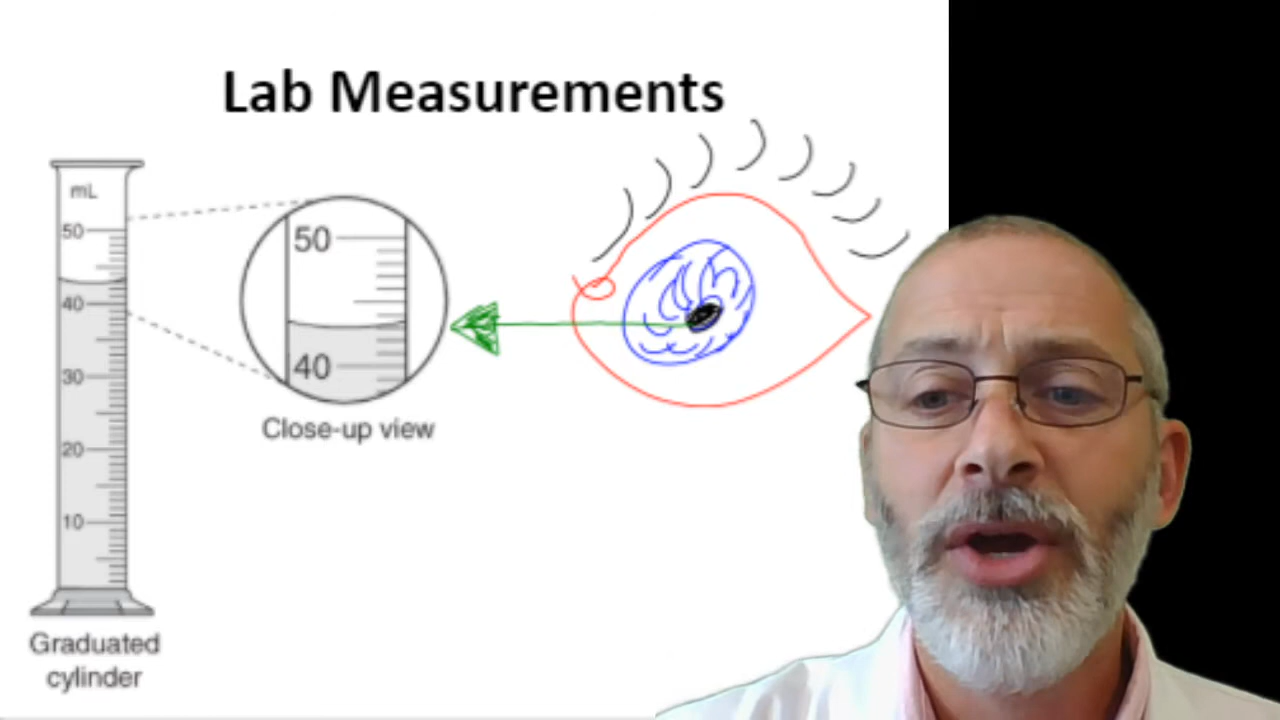 Lab Measurements
mL
50
40
30
20
10
50
40
Close-up view
Graduated
cylinder